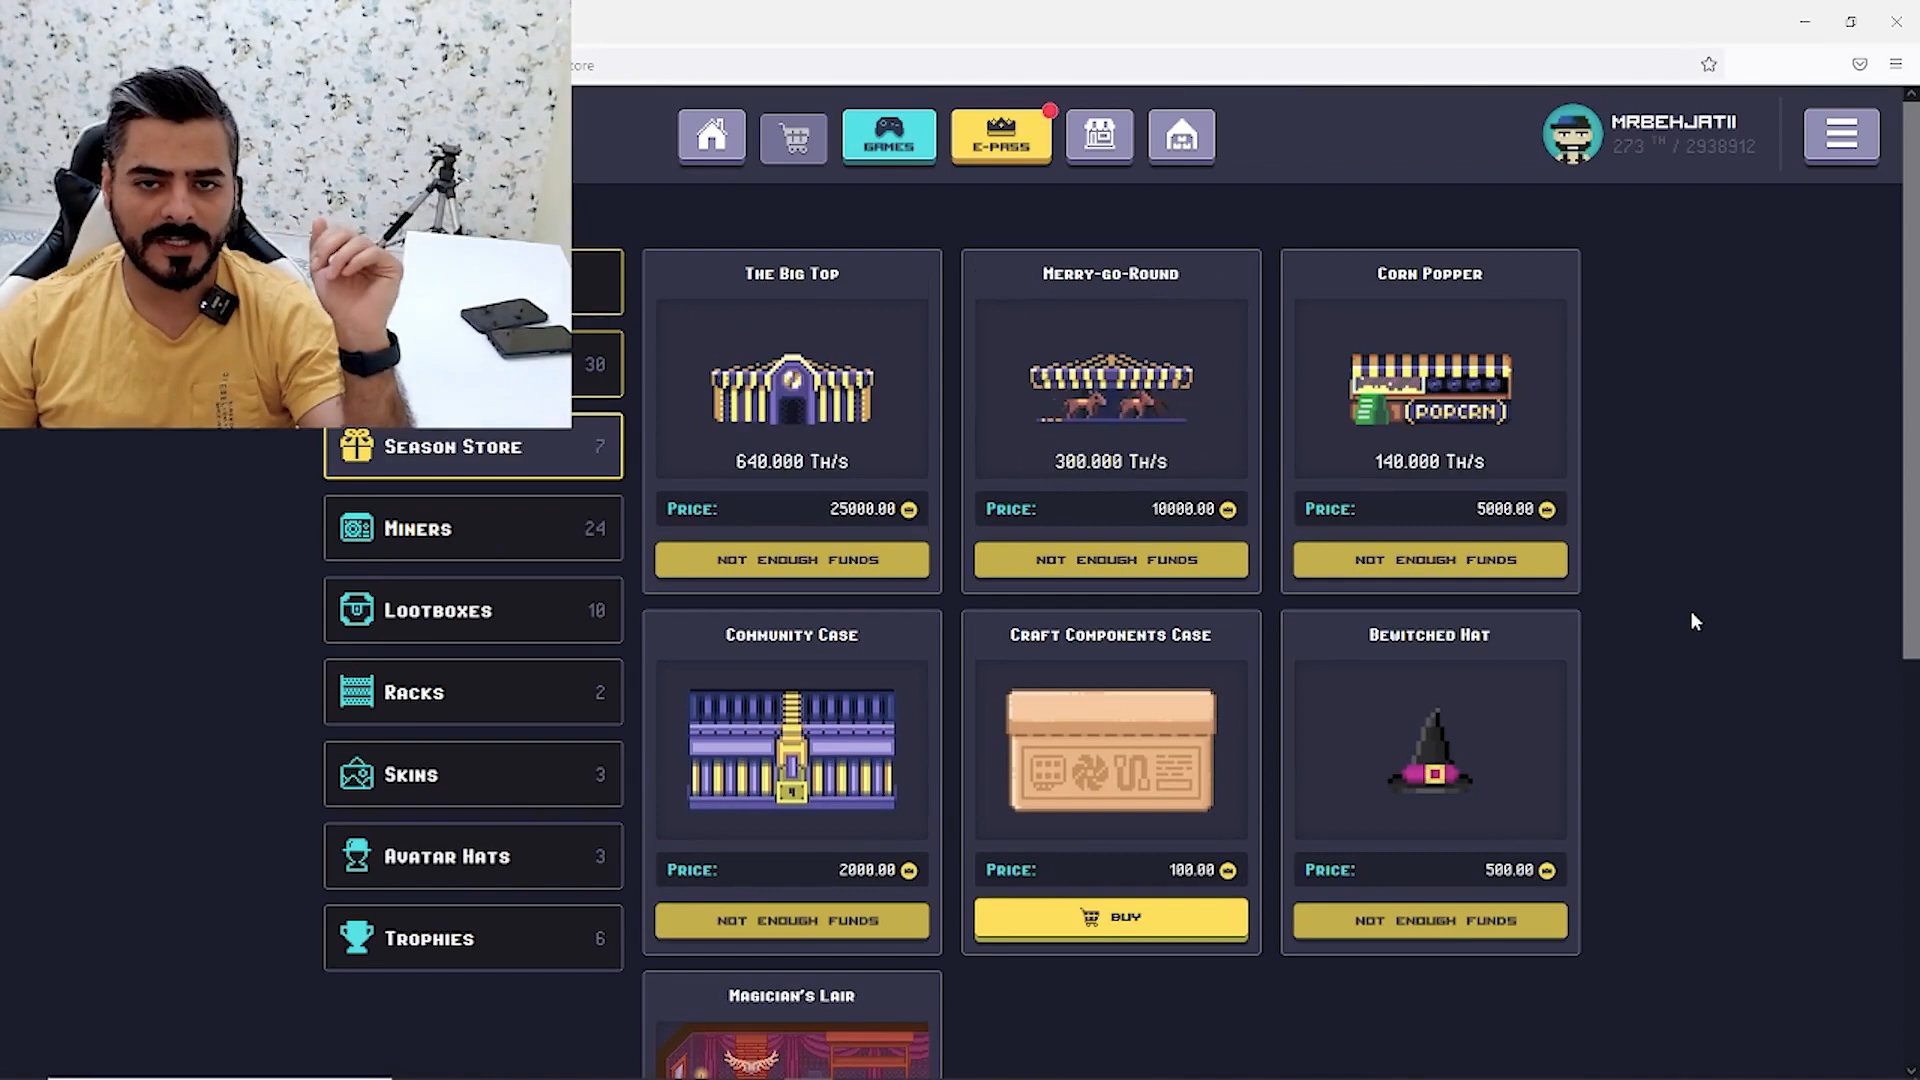 ore
GAMES
E-PASS
MRBEHJATII
273 TH / 2938912
30
Season Store 7
Miners 24
Lootboxes 10
Racks 2
Skins 3
Avatar Hats 3
Trophies 6
The Big Top
640.000 Th/s
Price: 25000.00
NOT ENOUGH FUNDS
Merry-go-Round
300.000 Th/s
Price: 10000.00
NOT ENOUGH FUNDS
Corn Popper
POPCRN
140.000 Th/s
Price: 5000.00
NOT ENOUGH FUNDS
Community Case
Price: 2000.00
NOT ENOUGH FUNDS
Craft Components Case
Price: 100.00
BUY
Bewitched Hat
Price: 500.00
NOT ENOUGH FUNDS
Magician's Lair